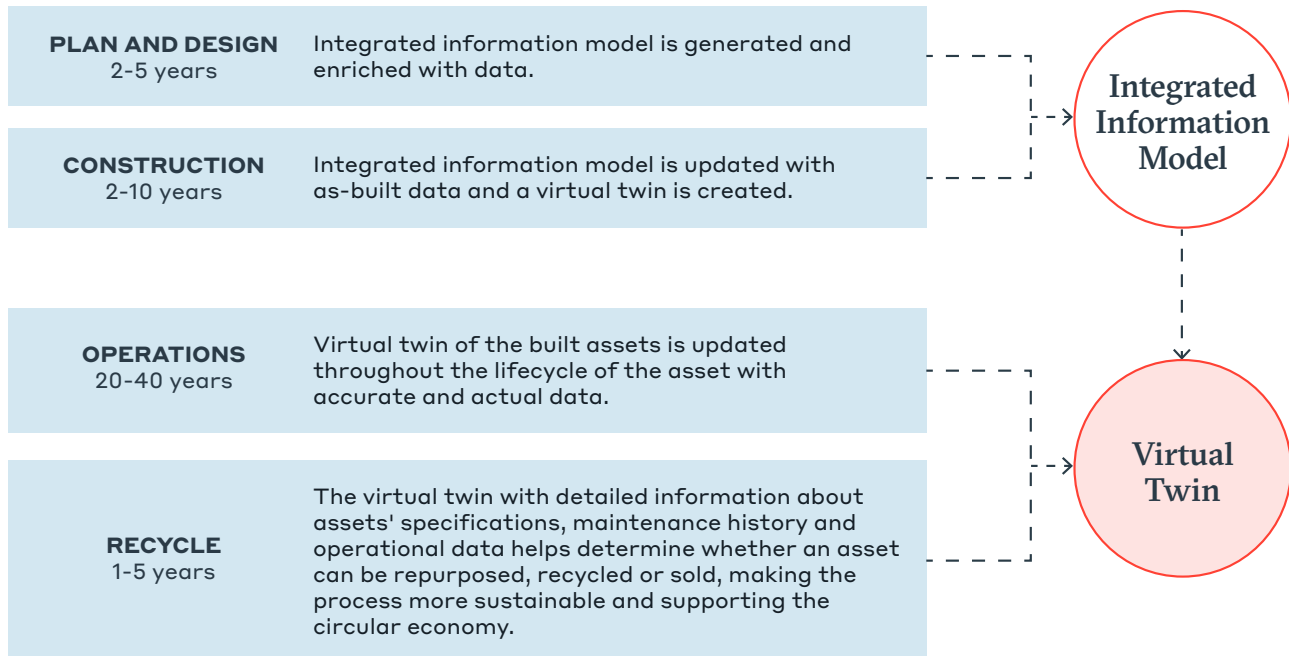 PLAN AND DESIGN
2-5 years
Integrated information model is generated and
enriched with data.
CONSTRUCTION
2-10 years
Integrated information model is updated with
as-built data and a virtual twin is created.
Integrated
Information
Model
OPERATIONS
20-40 years
Virtual twin of the built assets is updated
throughout the lifecycle of the asset with
accurate and actual data.
RECYCLE
1-5 years
The virtual twin with detailed information about
assets' specifications, maintenance history and
operational data helps determine whether an asset
can be repurposed, recycled or sold, making the
process more sustainable and supporting the
circular economy.
Virtual
Twin